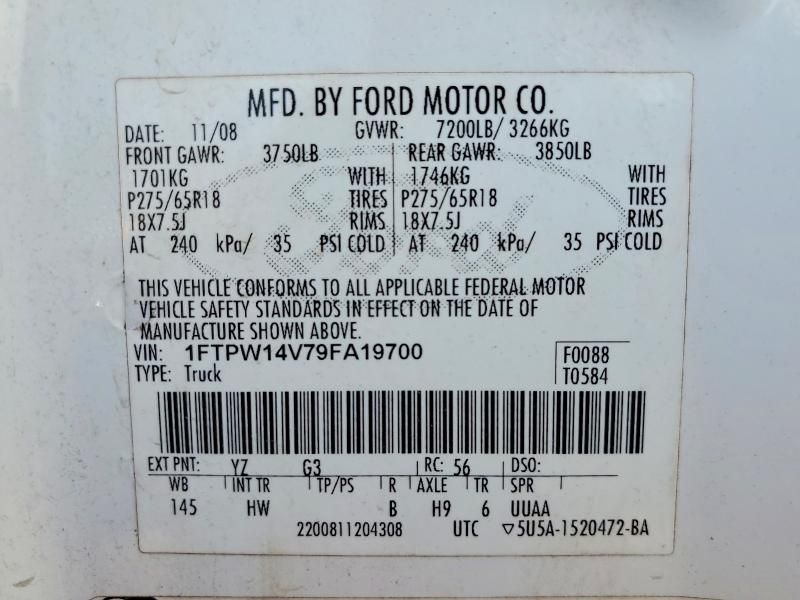 MFD. BY FORD MOTOR CO.
DATE: 11/08 GVWR: 7200LB/ 3266KG
FRONT GAWR: 3750LB REAR GAWR: 3850LB
1701KG WITH 1746KG WITH
P275/65R18 TIRES P275/65R18 TIRES
18X7.5J RIMS 18X7.5J RIMS
AT 240 kPa/ 35 PSI COLD AT 240 kPa/ 35 PSI COLD
THIS VEHICLE CONFORMS TO ALL APPLICABLE FEDERAL MOTOR
VEHICLE SAFETY STANDARDS IN EFFECT ON THE DATE OF
MANUFACTURE SHOWN ABOVE.
VIN: 1FTPW14V79FA19700 F0088
TYPE: Truck T0584
EXT PNT: YZ G3 RC: 56 DSO:
WB INT TR TP/PS R AXLE TR SPR
145 HW B H9 6 UUAA
2200811204308 UTC ▽5U5A-1520472-BA